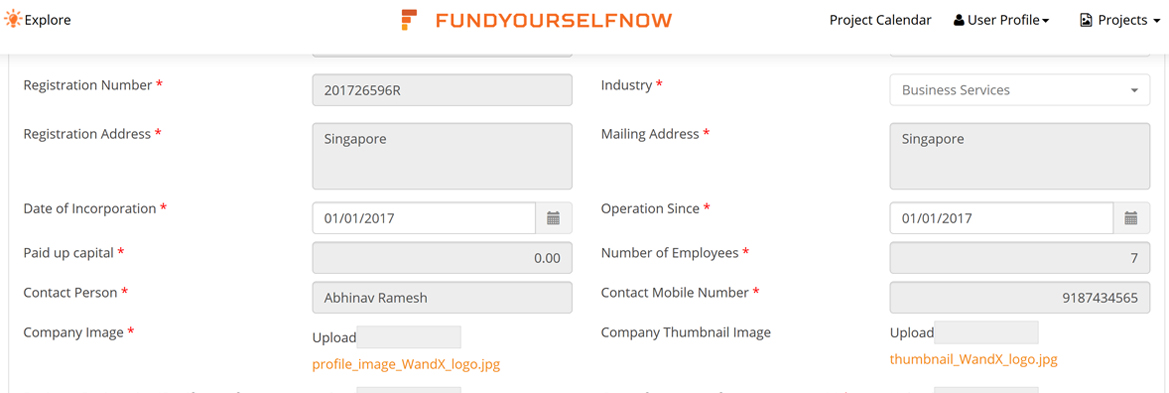 Explore FUNDYOURSELFNOW Project Calendar User Profile Projects
Registration Number * 201726596R Industry * Business Services
Registration Address * Singapore Mailing Address * Singapore
Date of Incorporation * 01/01/2017 Operation Since * 01/01/2017
Paid up capital * 0.00 Number of Employees * 7
Contact Person * Abhinav Ramesh Contact Mobile Number * 9187434565
Company Image * Upload Company Thumbnail Image Upload
profile_image_WandX_logo.jpg thumbnail_WandX_logo.jpg